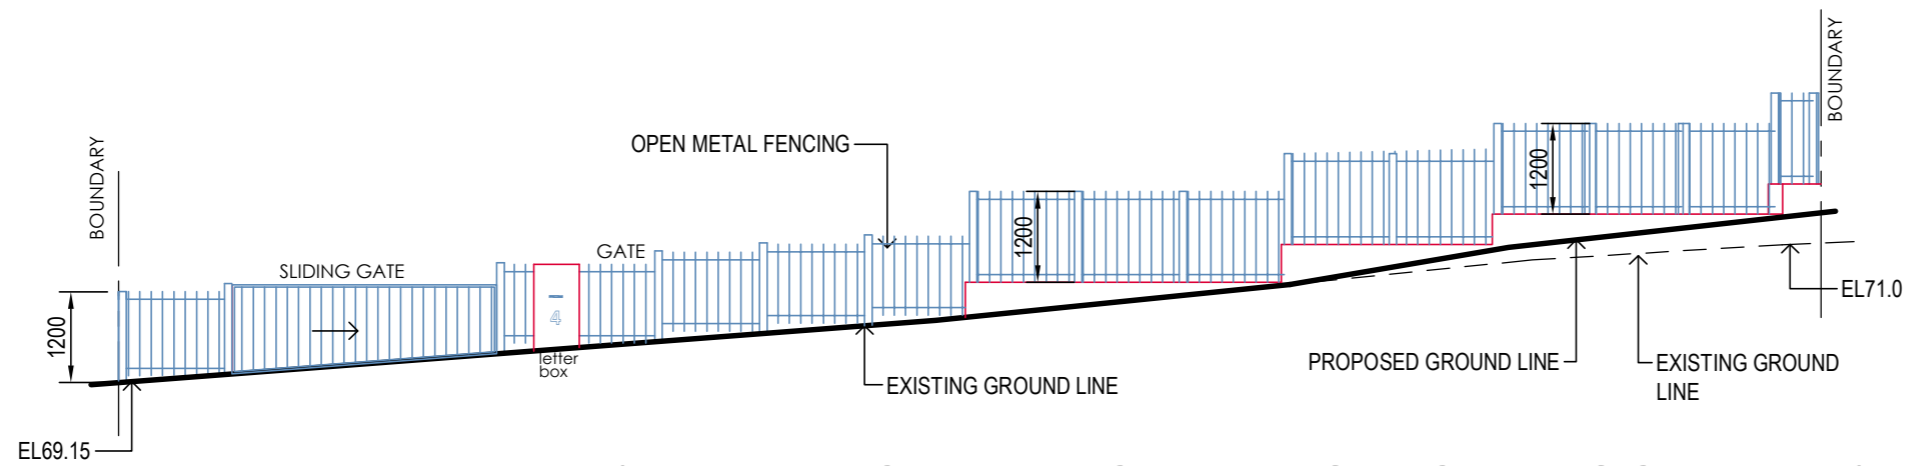 BOUNDARY
BOUNDARY
OPEN METAL FENCING
1200
1200
GATE
SLIDING GATE
1200
4
letter
box
EL71.0
PROPOSED GROUND LINE
EXISTING GROUND
LINE
EXISTING GROUND LINE
EL69.15